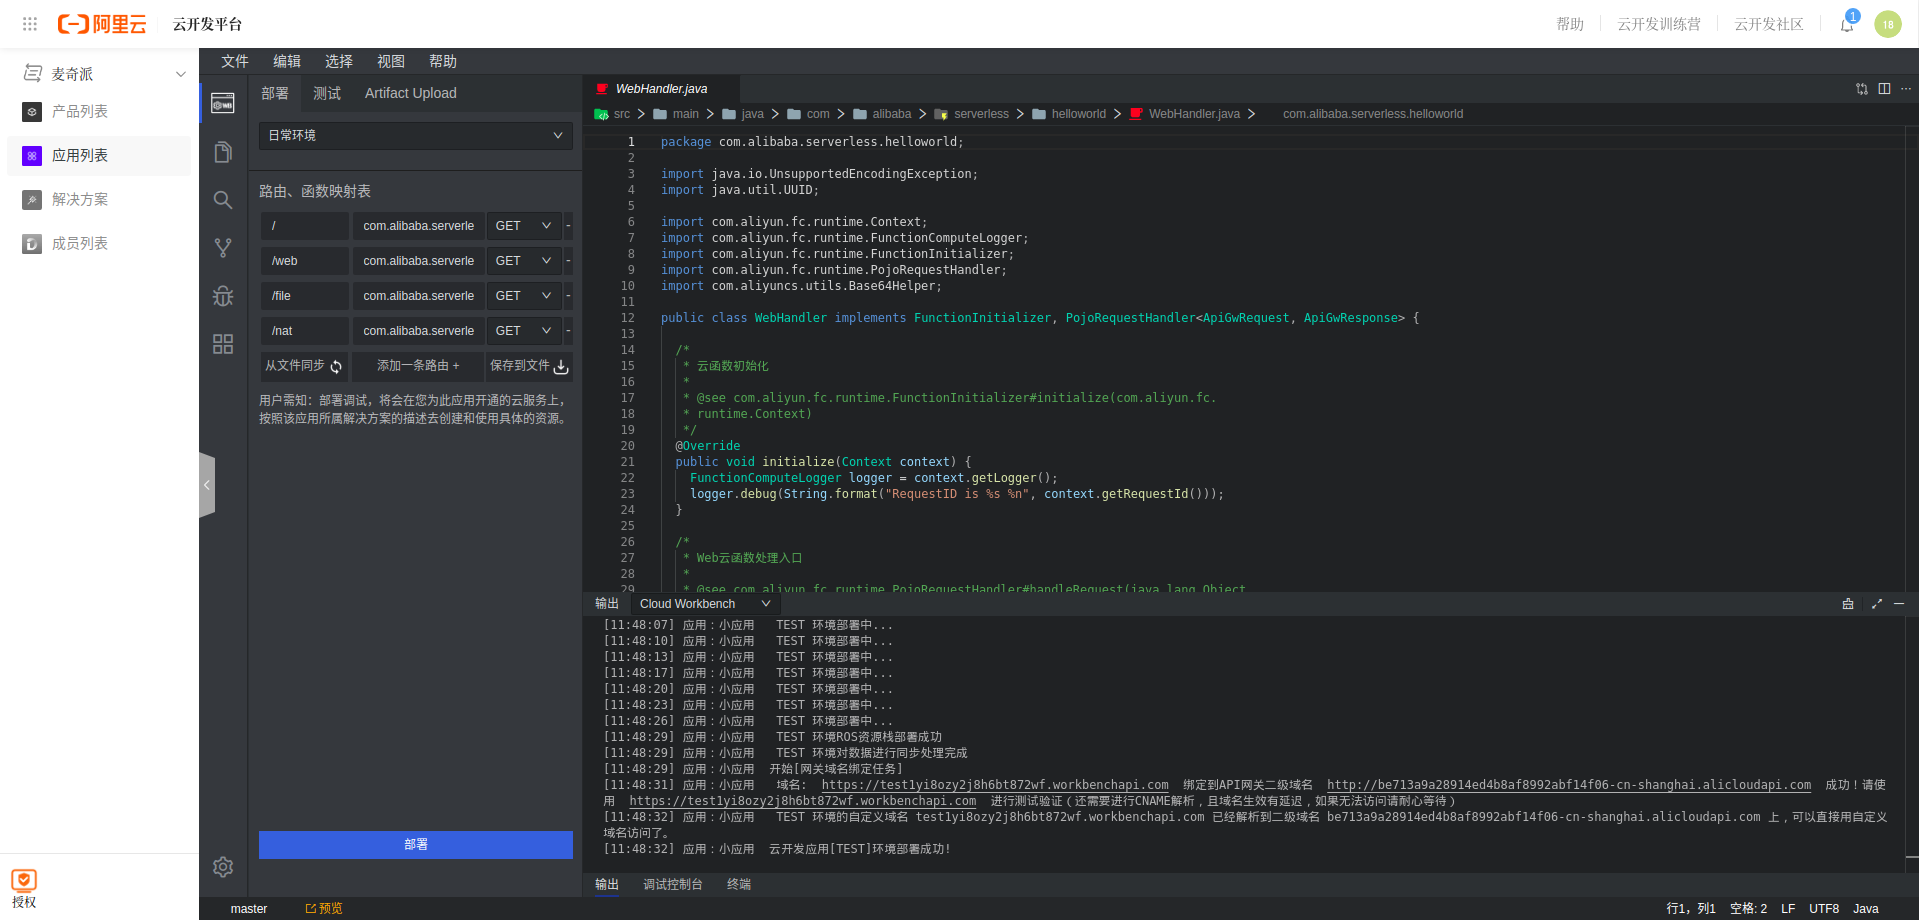 阿里云 云开发平台 帮助 云开发训练营 云开发社区 1 18
麦奇派
产品列表
应用列表
解决方案
成员列表
授权
文件 编辑 选择 视图 帮助
部署 测试 Artifact Upload
日常环境
路由、函数映射表
/ com.alibaba.serverle GET -
/web com.alibaba.serverle GET -
/file com.alibaba.serverle GET -
/nat com.alibaba.serverle GET -
从文件同步 添加一条路由 + 保存到文件
用户需知：部署调试，将会在您为此应用开通的云服务上，
按照该应用所属解决方案的描述去创建和使用具体的资源。
部署
WebHandler.java
src main java com alibaba serverless helloworld WebHandler.java com.alibaba.serverless.helloworld
1 package com.alibaba.serverless.helloworld;
2
3 import java.io.UnsupportedEncodingException;
4 import java.util.UUID;
5
6 import com.aliyun.fc.runtime.Context;
7 import com.aliyun.fc.runtime.FunctionComputeLogger;
8 import com.aliyun.fc.runtime.FunctionInitializer;
9 import com.aliyun.fc.runtime.PojoRequestHandler;
10 import com.aliyuncs.utils.Base64Helper;
11
12 public class WebHandler implements FunctionInitializer, PojoRequestHandler<ApiGwRequest, ApiGwResponse> {
13
14 /*
15 * 云函数初始化
16 *
17 * @see com.aliyun.fc.runtime.FunctionInitializer#initialize(com.aliyun.fc.
18 * runtime.Context)
19 */
20 @Override
21 public void initialize(Context context) {
22 FunctionComputeLogger logger = context.getLogger();
23 logger.debug(String.format("RequestID is %s %n", context.getRequestId()));
24 }
25
26 /*
27 * Web云函数处理入口
28 *
29 * @see com.aliyun.fc.runtime.PojoRequestHandler#handleRequest(java.lang.Object
输出 Cloud Workbench
[11:48:07] 应用：小应用 TEST 环境部署中...
[11:48:10] 应用：小应用 TEST 环境部署中...
[11:48:13] 应用：小应用 TEST 环境部署中...
[11:48:17] 应用：小应用 TEST 环境部署中...
[11:48:20] 应用：小应用 TEST 环境部署中...
[11:48:23] 应用：小应用 TEST 环境部署中...
[11:48:26] 应用：小应用 TEST 环境部署中...
[11:48:29] 应用：小应用 TEST 环境ROS资源栈部署成功
[11:48:29] 应用：小应用 TEST 环境对数据进行同步处理完成
[11:48:29] 应用：小应用 开始[网关域名绑定任务]
[11:48:31] 应用：小应用 域名: https://test1yi8ozy2j8h6bt872wf.workbenchapi.com 绑定到API网关二级域名 http://be713a9a28914ed4b8af8992abf14f06-cn-shanghai.alicloudapi.com 成功！请使
用 https://test1yi8ozy2j8h6bt872wf.workbenchapi.com 进行测试验证（还需要进行CNAME解析，且域名生效有延迟，如果无法访问请耐心等待）
[11:48:32] 应用：小应用 TEST 环境的自定义域名 test1yi8ozy2j8h6bt872wf.workbenchapi.com 已经解析到二级域名 be713a9a28914ed4b8af8992abf14f06-cn-shanghai.alicloudapi.com 上，可以直接用自定义
域名访问了。
[11:48:32] 应用：小应用 云开发应用[TEST]环境部署成功！
输出 调试控制台 终端
master 预览 行1，列1 空格: 2 LF UTF8 Java